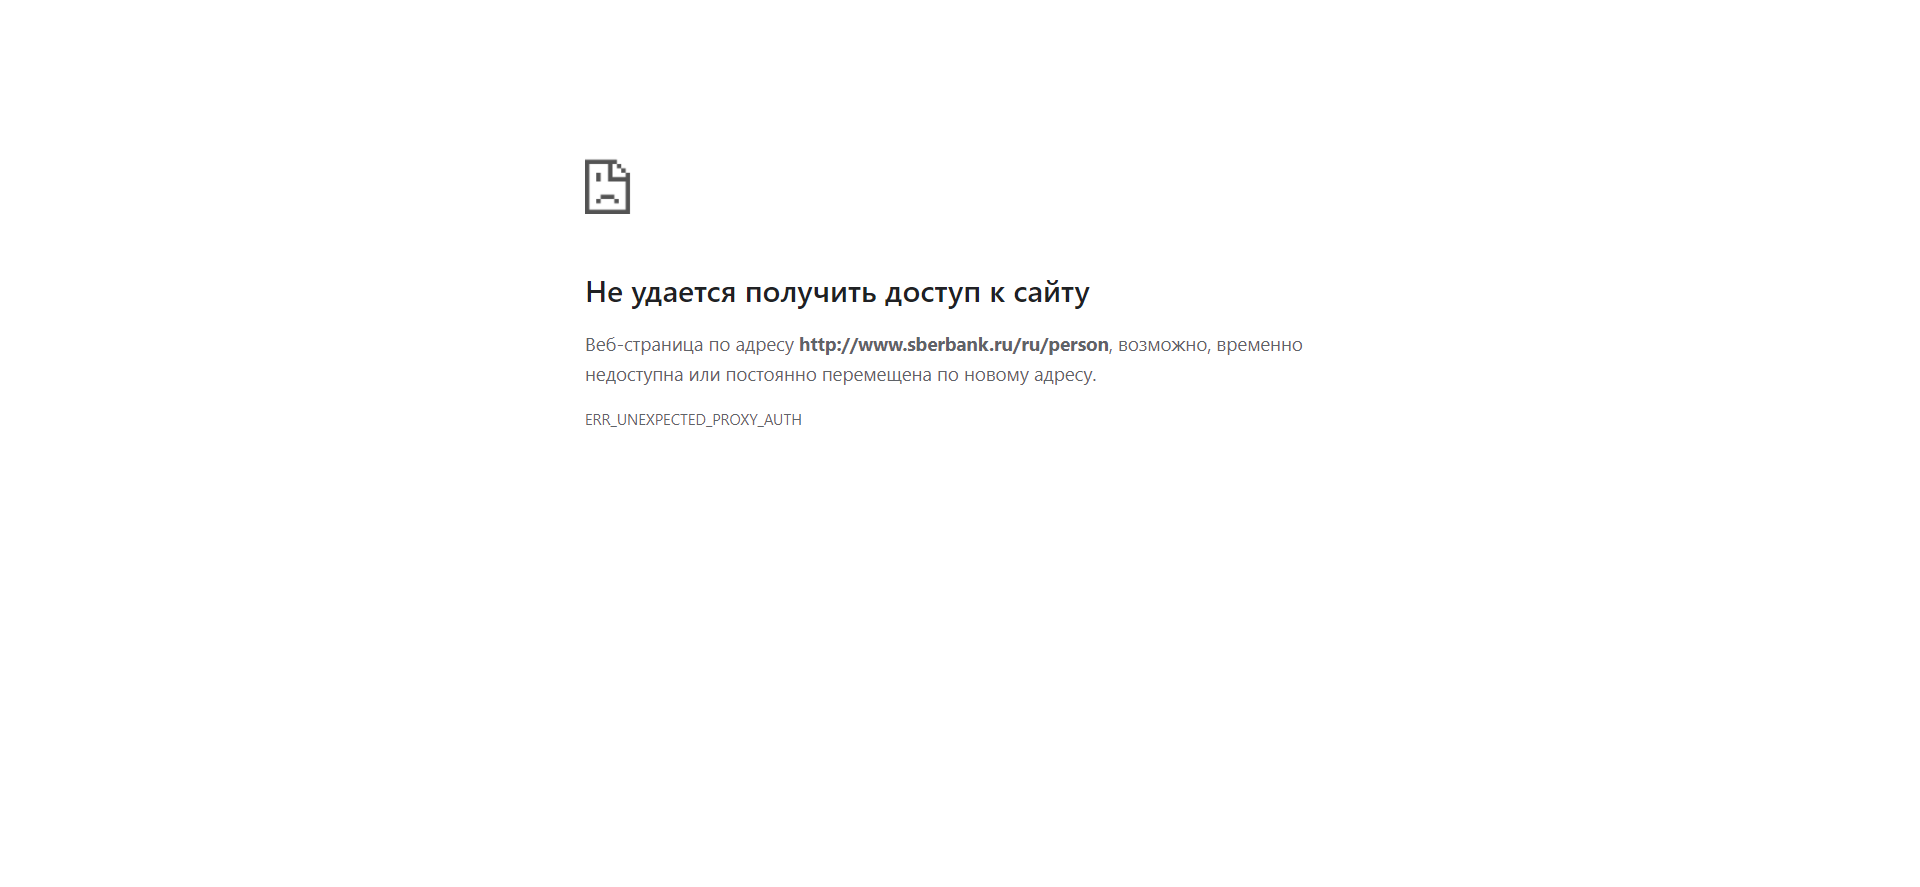 Не удается получить доступ к сайту
Веб-страница по адресу http://www.sberbank.ru/ru/person, возможно, временно
недоступна или постоянно перемещена по новому адресу.
ERR_UNEXPECTED_PROXY_AUTH